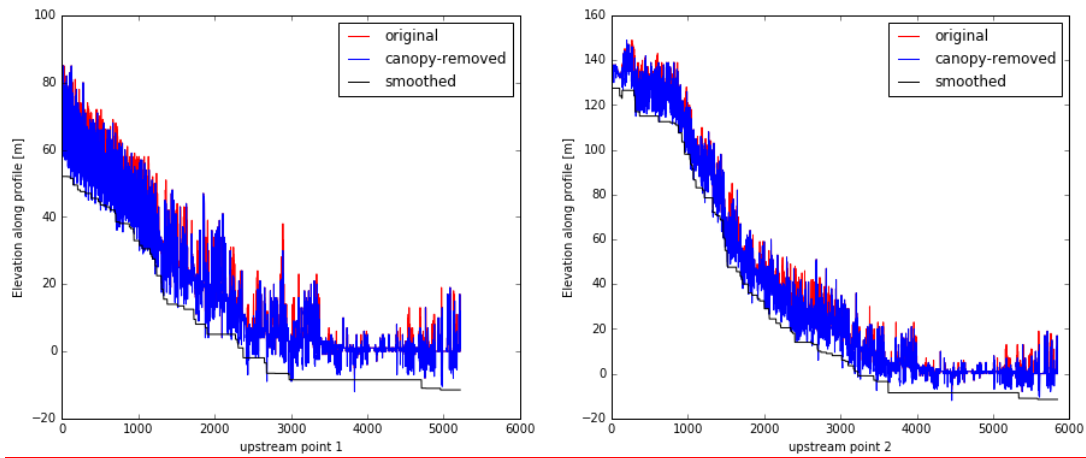 100
80
60
40
20
0
−20
Elevation along profile [m]
original
canopy-removed
smoothed
0 1000 2000 3000 4000 5000 6000
upstream point 1
160
140
120
100
80
60
40
20
0
−20
Elevation along profile [m]
original
canopy-removed
smoothed
0 1000 2000 3000 4000 5000 6000
upstream point 2